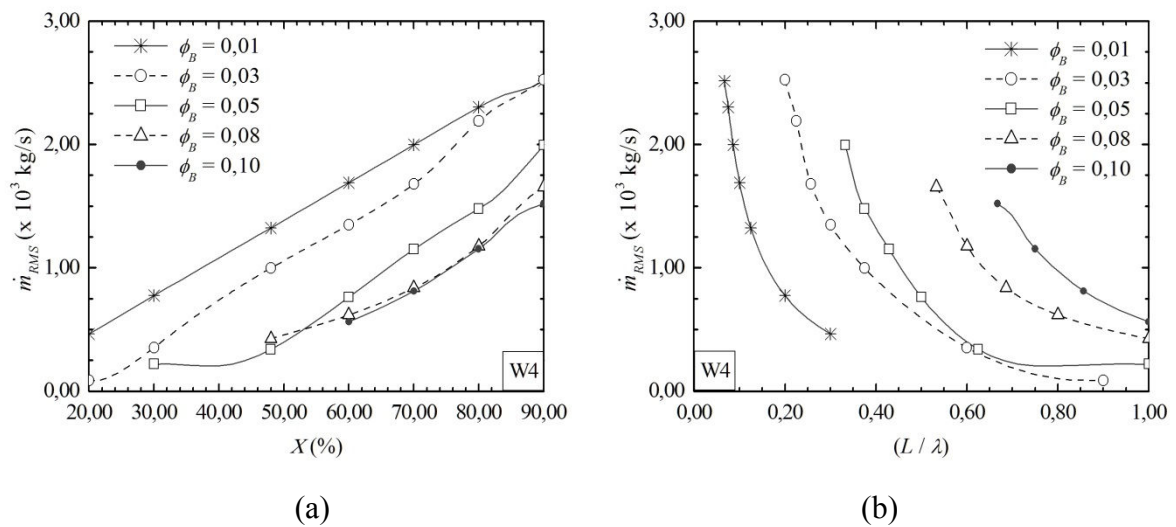 3,00
2,00
1,00
0,00
ṁRMS (x 10³ kg/s)
ϕB = 0,01
ϕB = 0,03
ϕB = 0,05
ϕB = 0,08
ϕB = 0,10
W4
20,00 30,00 40,00 50,00 60,00 70,00 80,00 90,00
X (%)
(a)
3,00
2,00
1,00
0,00
ṁRMS (x 10³ kg/s)
ϕB = 0,01
ϕB = 0,03
ϕB = 0,05
ϕB = 0,08
ϕB = 0,10
W4
0,00 0,20 0,40 0,60 0,80 1,00
(L / λ)
(b)